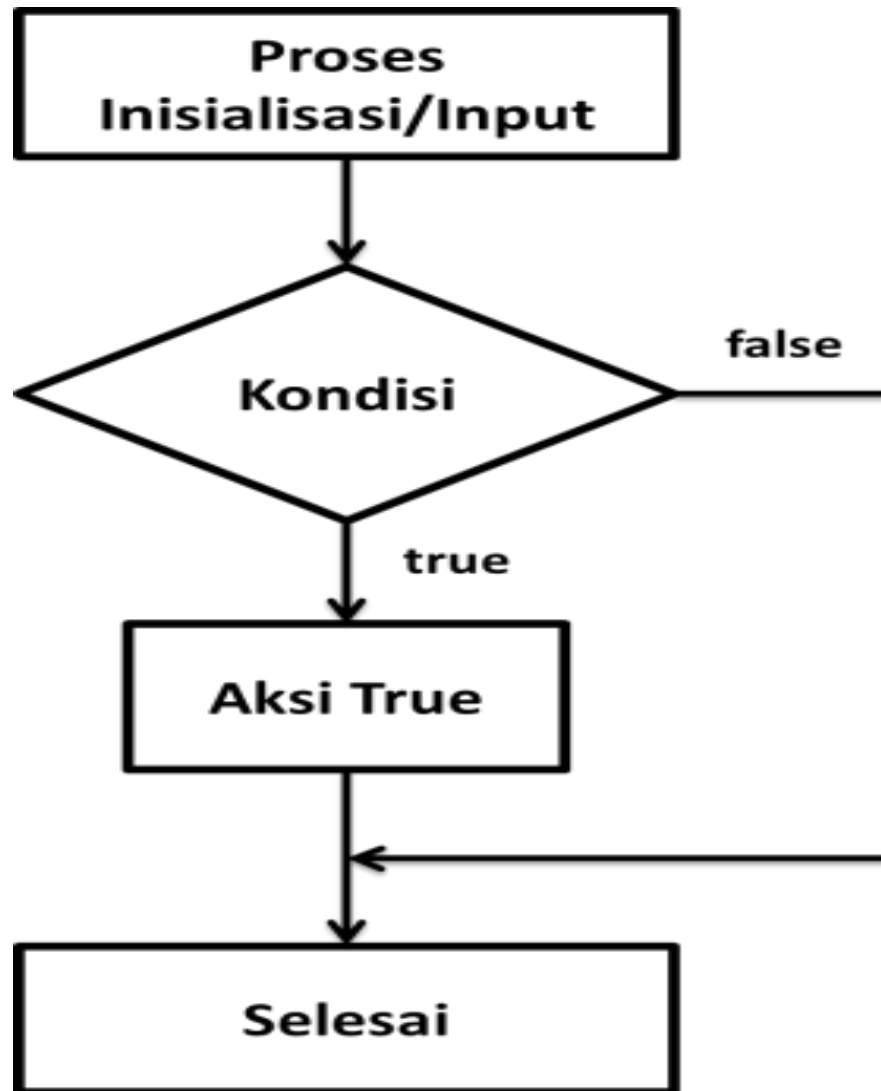 Proses
Inisialisasi/Input
Kondisi
false
true
Aksi True
Selesai